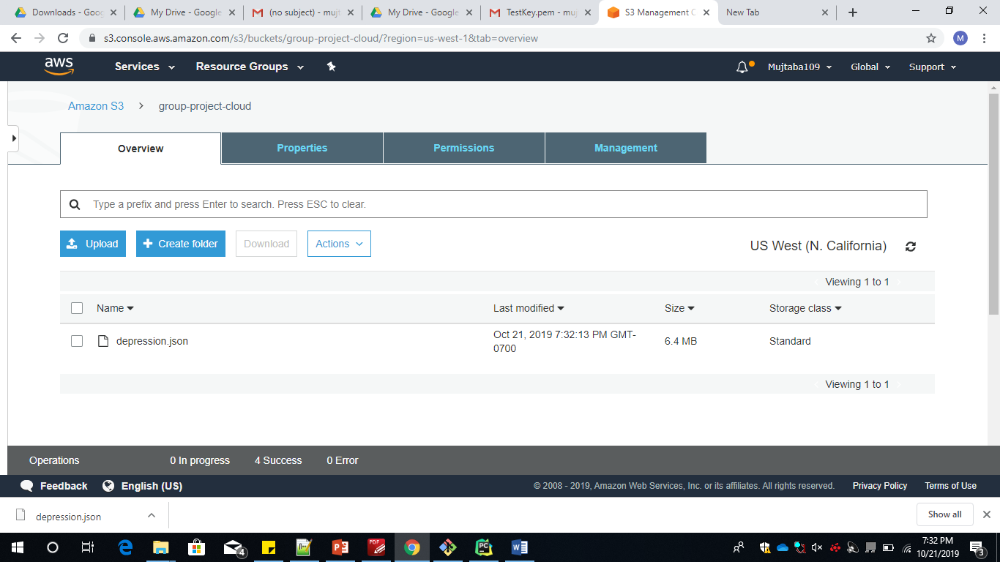 Downloads - Goog
My Drive - Google
(no subject) - mujt
My Drive - Google
TestKey.pem - muj
S3 Management C
New Tab
s3.console.aws.amazon.com/s3/buckets/group-project-cloud/?region=us-west-1&tab=overview
M
aws
Services
Resource Groups
Mujtaba109
Global
Support
Amazon S3
group-project-cloud
Overview
Properties
Permissions
Management
Type a prefix and press Enter to search. Press ESC to clear.
Upload
Create folder
Download
Actions
US West (N. California)
Viewing 1 to 1
Name
Last modified
Size
Storage class
depression.json
Oct 21, 2019 7:32:13 PM GMT-
0700
6.4 MB
Standard
Viewing 1 to 1
Operations
0 In progress
4 Success
0 Error
Feedback
English (US)
© 2008 - 2019, Amazon Web Services, Inc. or its affiliates. All rights reserved.
Privacy Policy
Terms of Use
depression.json
Show all
4
PDF
PC
7:32 PM
10/21/2019
3